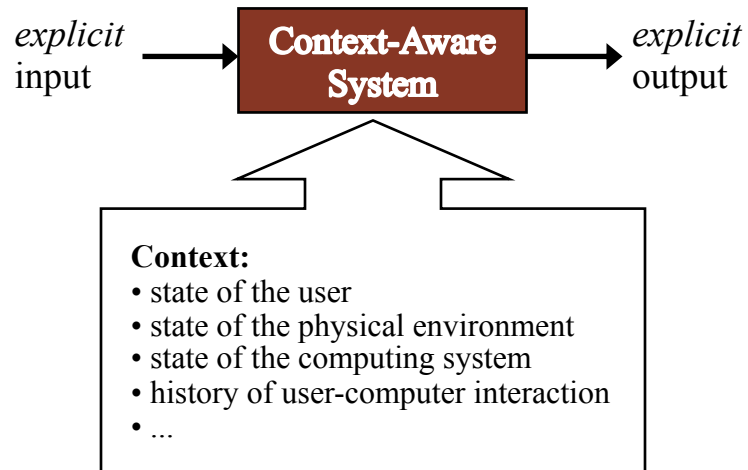 explicit
input
Context-Aware
System
explicit
output
Context:
• state of the user
• state of the physical environment
• state of the computing system
• history of user-computer interaction
• ...